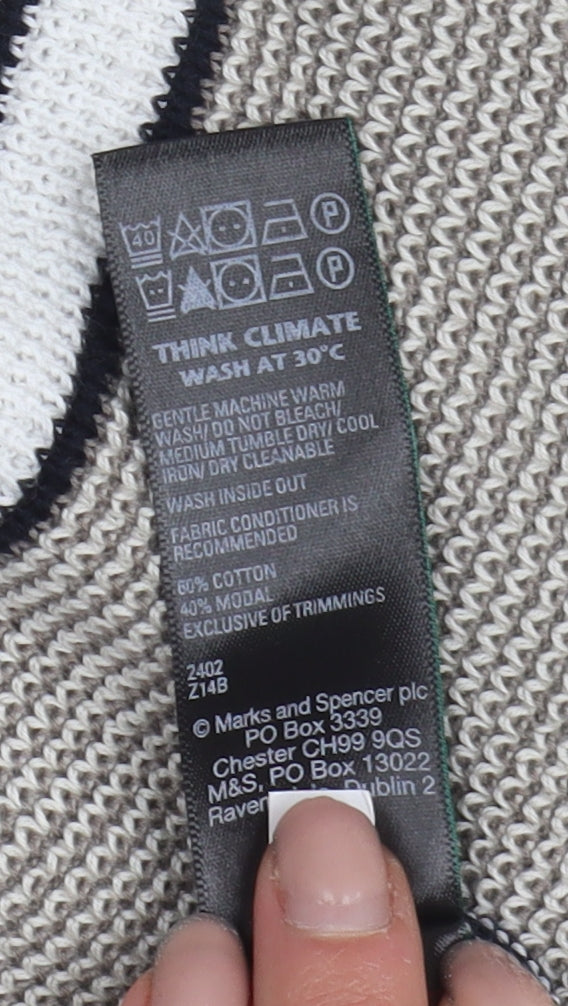 40 P
P
THINK CLIMATE
WASH AT 30°C
GENTLE MACHINE WARM
WASH/ DO NOT BLEACH/
MEDIUM TUMBLE DRY/ COOL
IRON/ DRY CLEANABLE
WASH INSIDE OUT
FABRIC CONDITIONER IS
RECOMMENDED
60% COTTON
40% MODAL
EXCLUSIVE OF TRIMMINGS
2402
Z14B
© Marks and Spencer plc
PO Box 3339
Chester CH99 9QS
M&S, PO Box 13022
Dublin 2